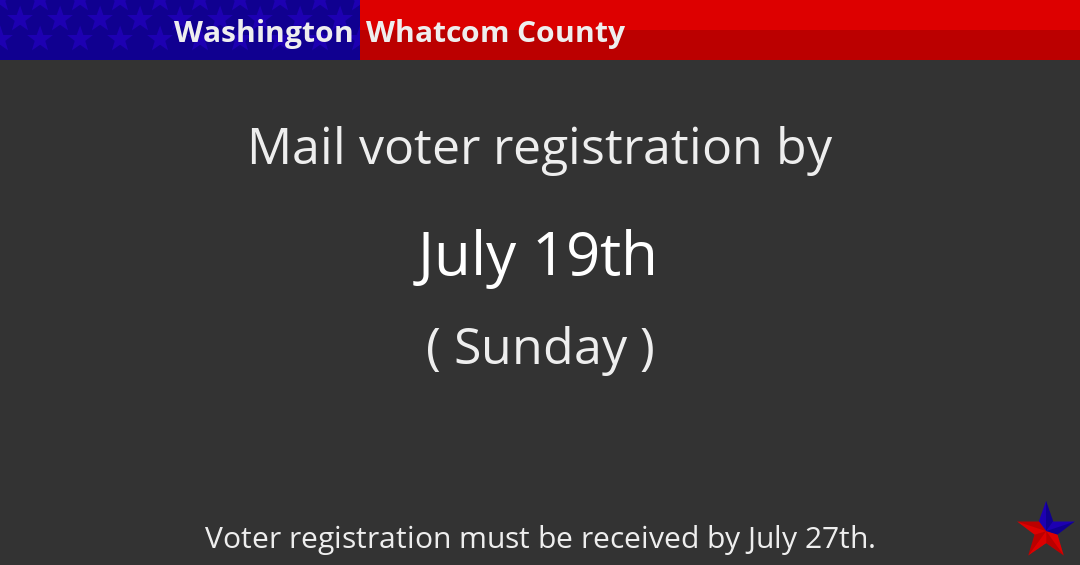 Washington Whatcom County
Mail voter registration by
July 19th
( Sunday )
Voter registration must be received by July 27th.